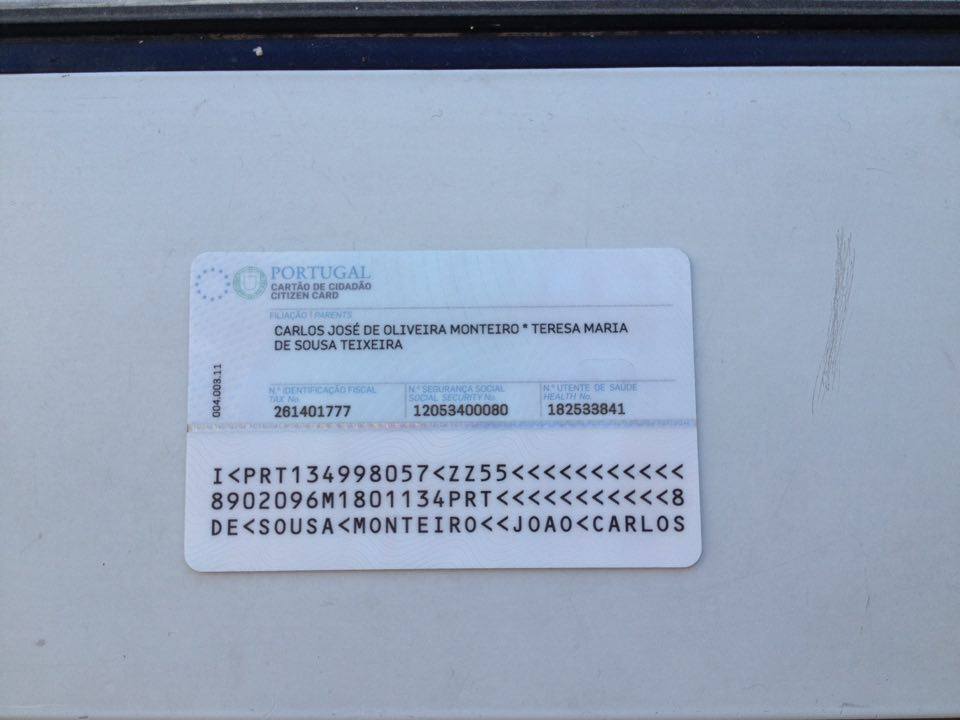 PORTUGAL
CARTÃO DE CIDADÃO
CITIZEN CARD
FILIAÇÃO | PARENTS
CARLOS JOSÉ DE OLIVEIRA MONTEIRO * TERESA MARIA
DE SOUSA TEIXEIRA
004.003.11
N.º IDENTIFICAÇÃO FISCAL N.º SEGURANÇA SOCIAL N.º UTENTE DE SAÚDE
TAX No. SOCIAL SECURITY No. HEALTH No.
261401777 12053400080 182533841
I<PRT134998057<ZZ55<<<<<<<<<<<
8902096M1801134PRT<<<<<<<<<<<8
DE<SOUSA<MONTEIRO<<JOAO<CARLOS